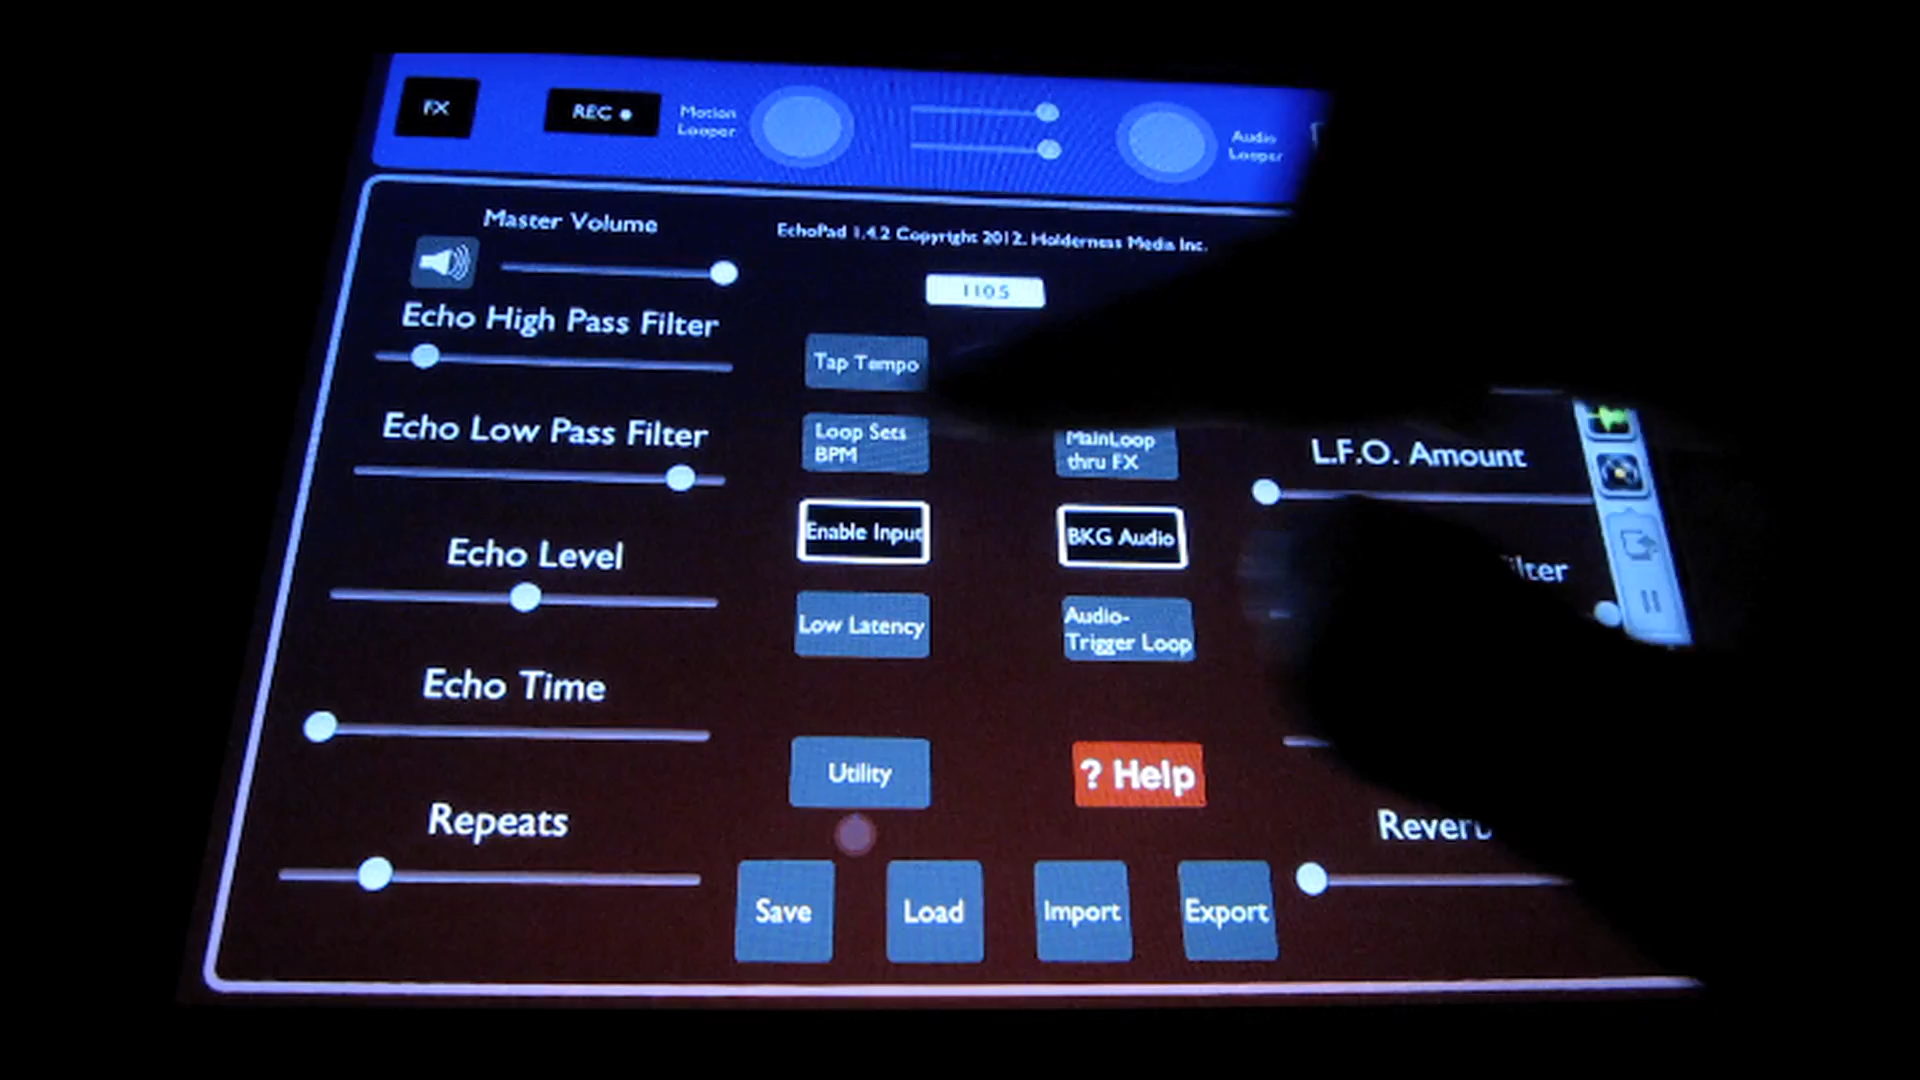 FX
REC
Motion
Looper
Audio
Looper
Master Volume
EchoPad 1.4.2 Copyright 2012. Holderness Media Inc.
110.5
Echo High Pass Filter
Tap Tempo
Echo Low Pass Filter
Loop Sets
BPM
MainLoop
thru FX
L.F.O. Amount
Enable Input
BKG Audio
Echo Level
Low Latency
Audio-
Trigger Loop
Echo Time
Utility
? Help
Repeats
Save
Load
Import
Export